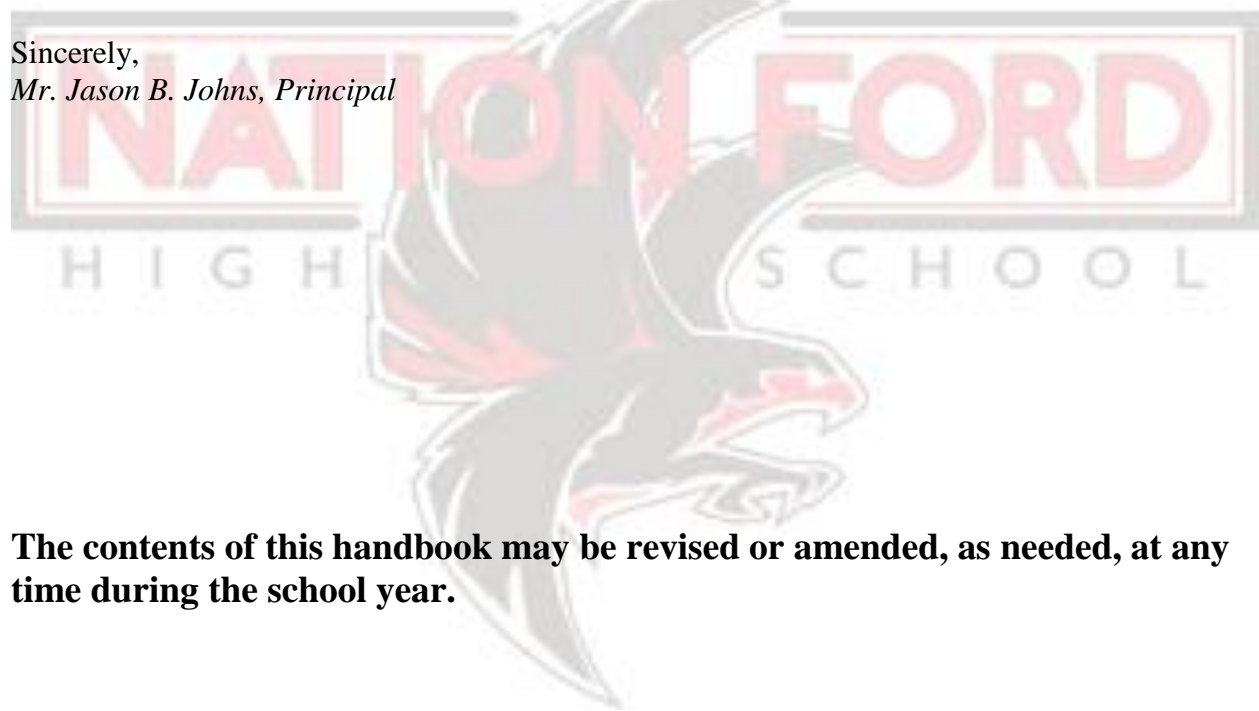 Sincerely,
Mr. Jason B. Johns, Principal
NATION FORD
HIGH SCHOOL
The contents of this handbook may be revised or amended, as needed, at any
time during the school year.